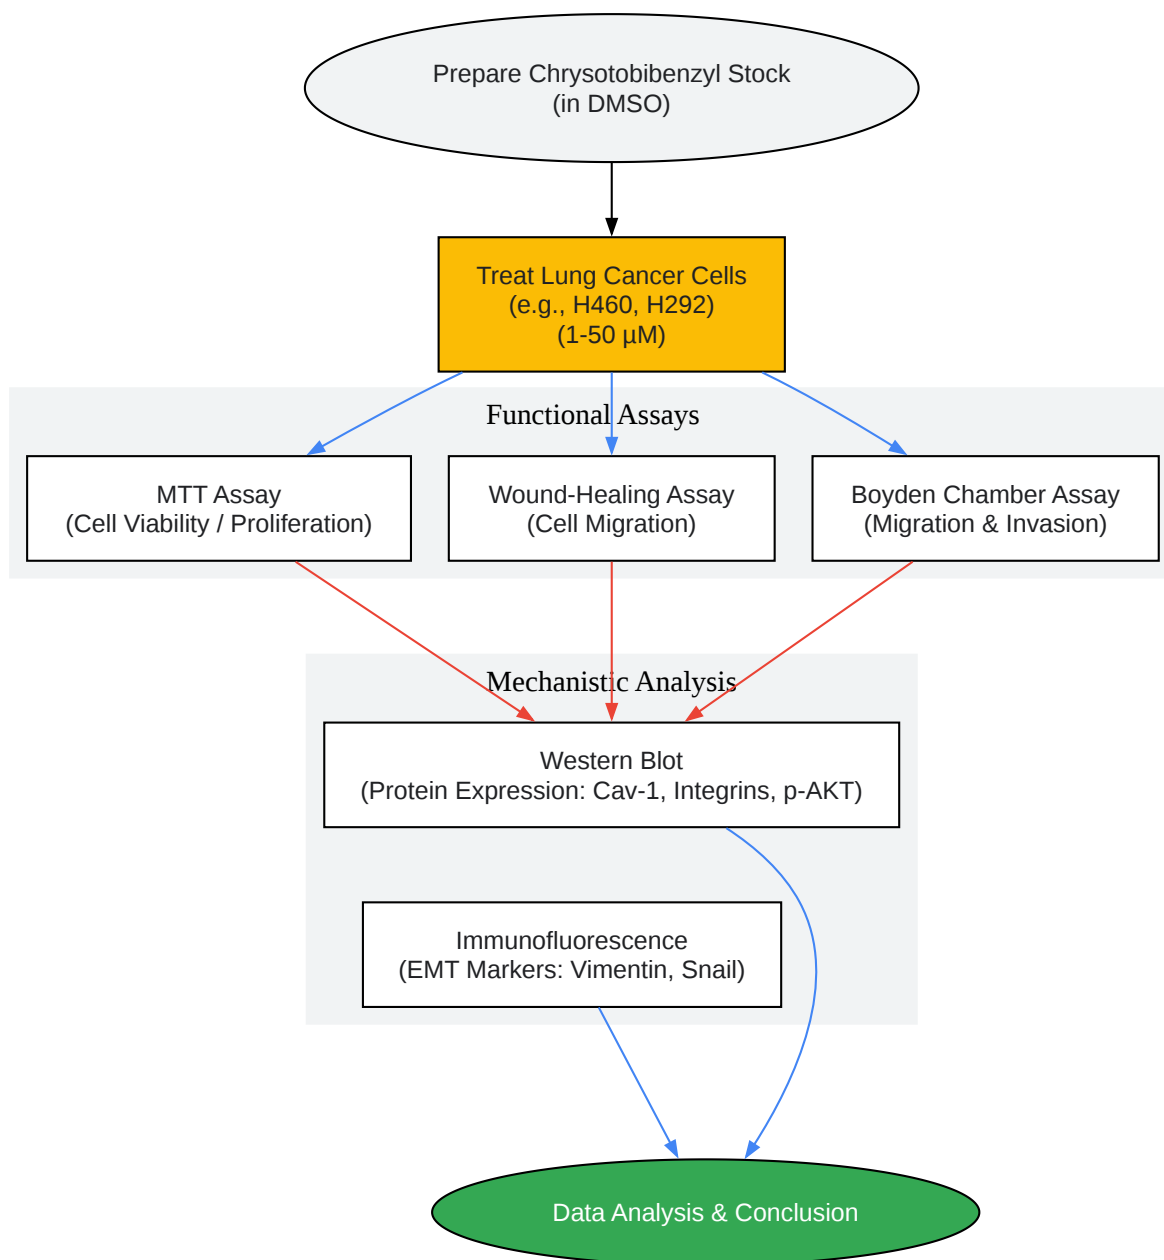 Prepare Chrysotobibenzyl Stock
(in DMSO)
Treat Lung Cancer Cells
(e.g., H460, H292)
(1-50 µM)
Functional Assays
MTT Assay
(Cell Viability / Proliferation)
Wound-Healing Assay
(Cell Migration)
Boyden Chamber Assay
(Migration & Invasion)
Mechanistic Analysis
Western Blot
(Protein Expression: Cav-1, Integrins, p-AKT)
Immunofluorescence
(EMT Markers: Vimentin, Snail)
Data Analysis & Conclusion